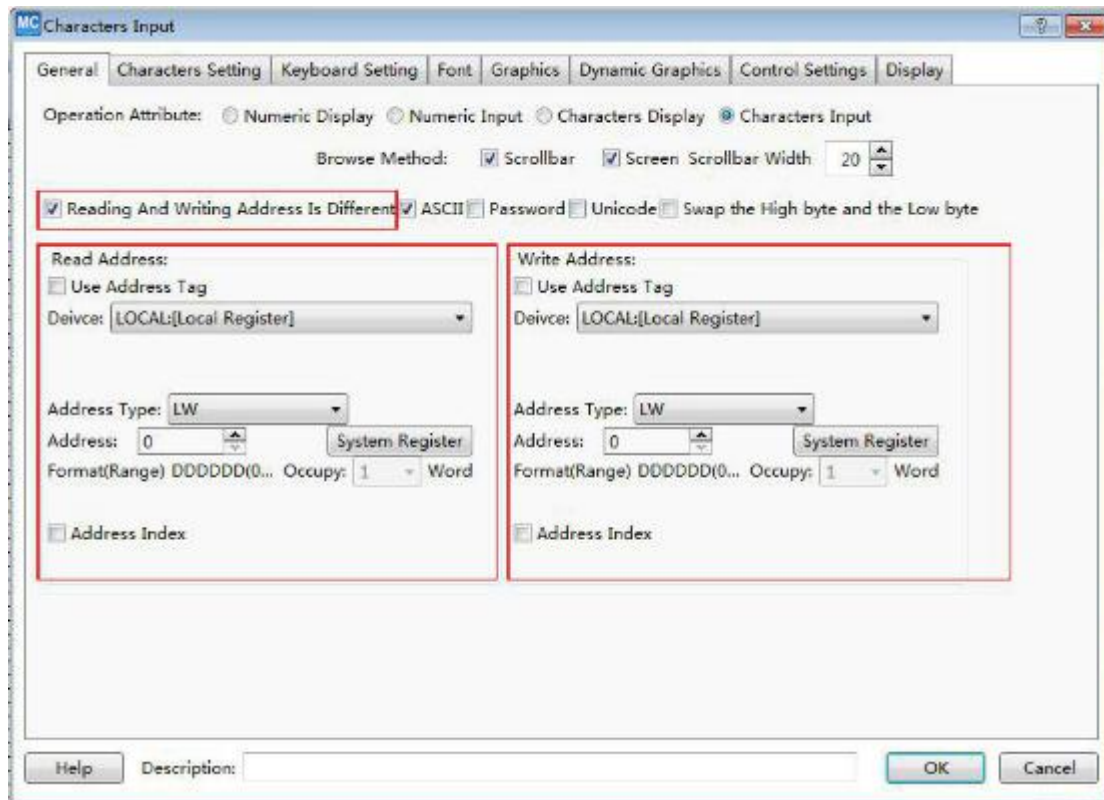 MC Characters Input
General Characters Setting Keyboard Setting Font Graphics Dynamic Graphics Control Settings Display
Operation Attribute: Numeric Display Numeric Input Characters Display Characters Input
Browse Method: Scrollbar Screen Scrollbar Width 20
Reading And Writing Address Is Different ASCII Password Unicode Swap the High byte and the Low byte
Read Address:
Use Address Tag
Deivce: LOCAL:[Local Register]
Address Type: LW
Address: 0 System Register
Format(Range) DDDDDD(0... Occupy: 1 Word
Address Index
Write Address:
Use Address Tag
Deivce: LOCAL:[Local Register]
Address Type: LW
Address: 0 System Register
Format(Range) DDDDDD(0... Occupy: 1 Word
Address Index
Help Description: OK Cancel